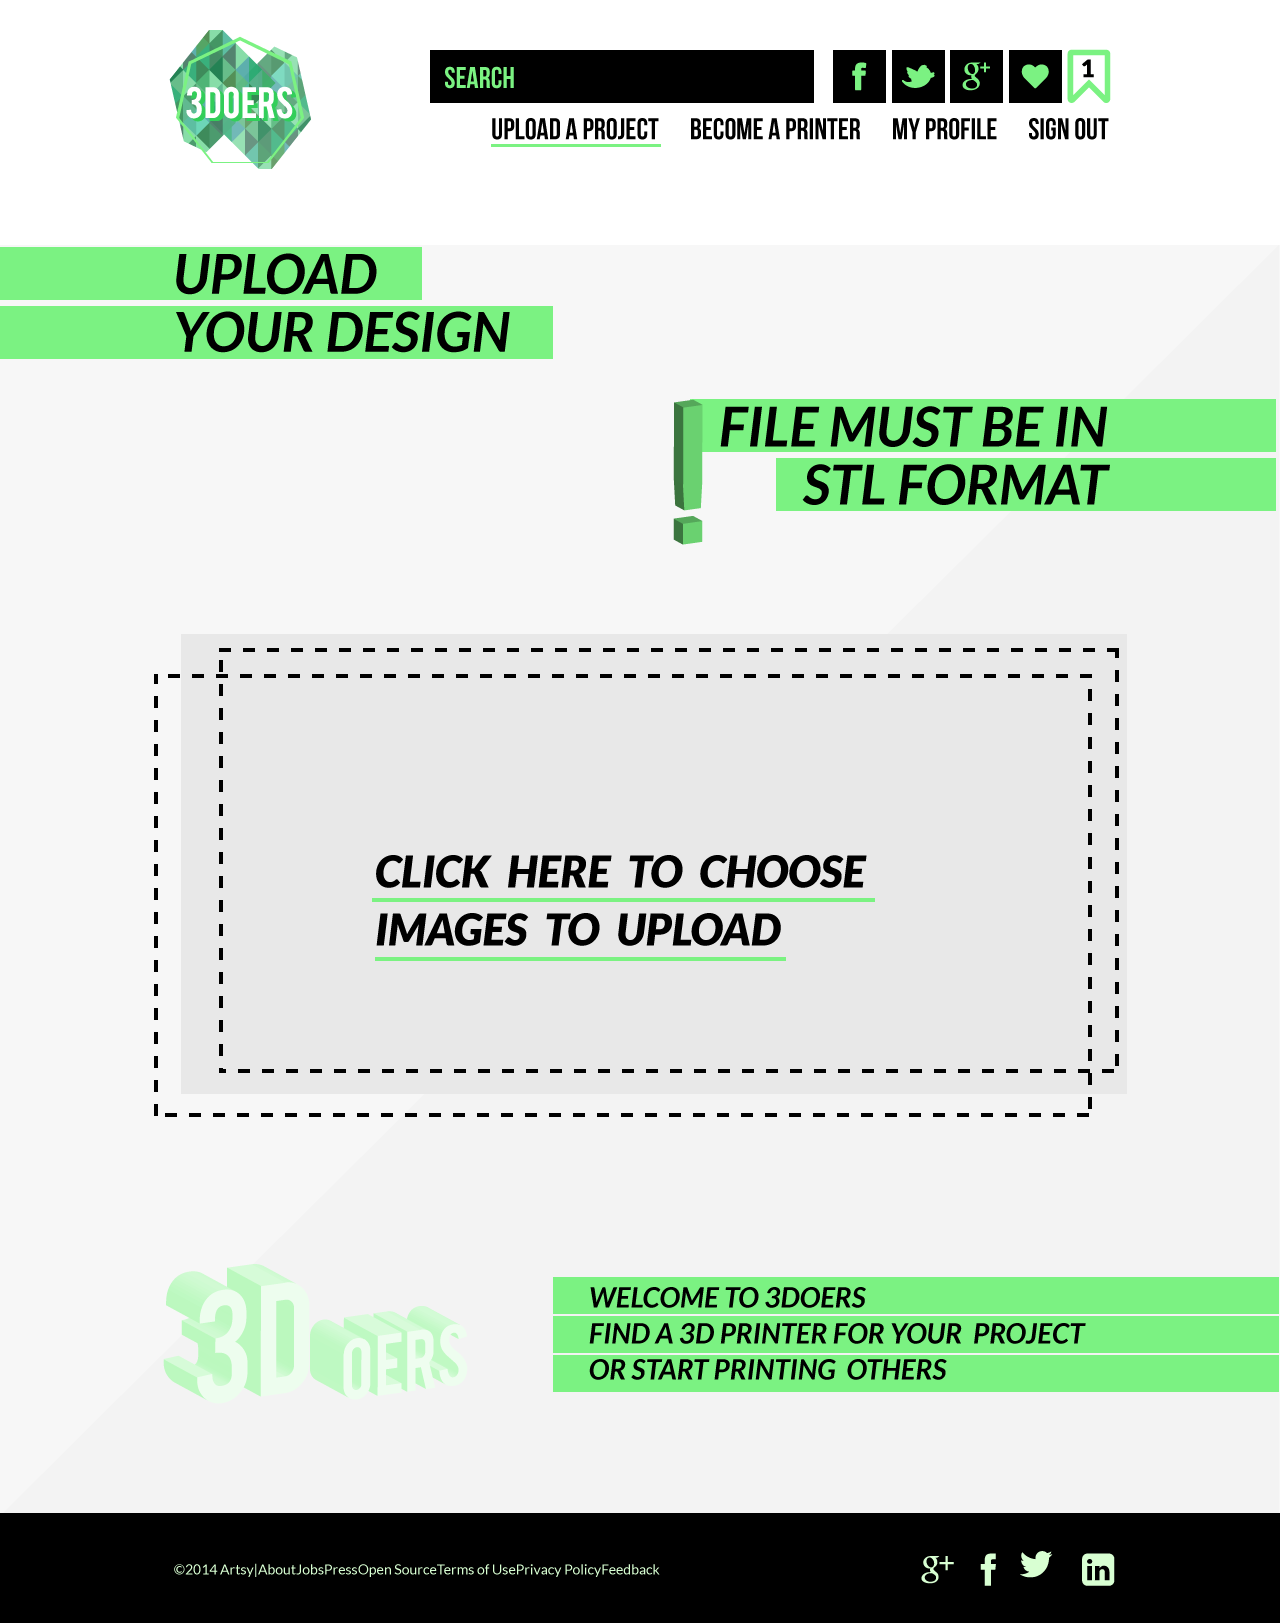 3DOERS
SEARCH
f
g+
1
UPLOAD A PROJECT BECOME A PRINTER MY PROFILE SIGN OUT
UPLOAD
YOUR DESIGN
! FILE MUST BE IN
STL FORMAT
CLICK HERE TO CHOOSE
IMAGES TO UPLOAD
3DOERS
WELCOME TO 3DOERS
FIND A 3D PRINTER FOR YOUR PROJECT
OR START PRINTING OTHERS
©2014 Artsy|AboutJobsPressOpen SourceTerms of UsePrivacy PolicyFeedback
g+ f in